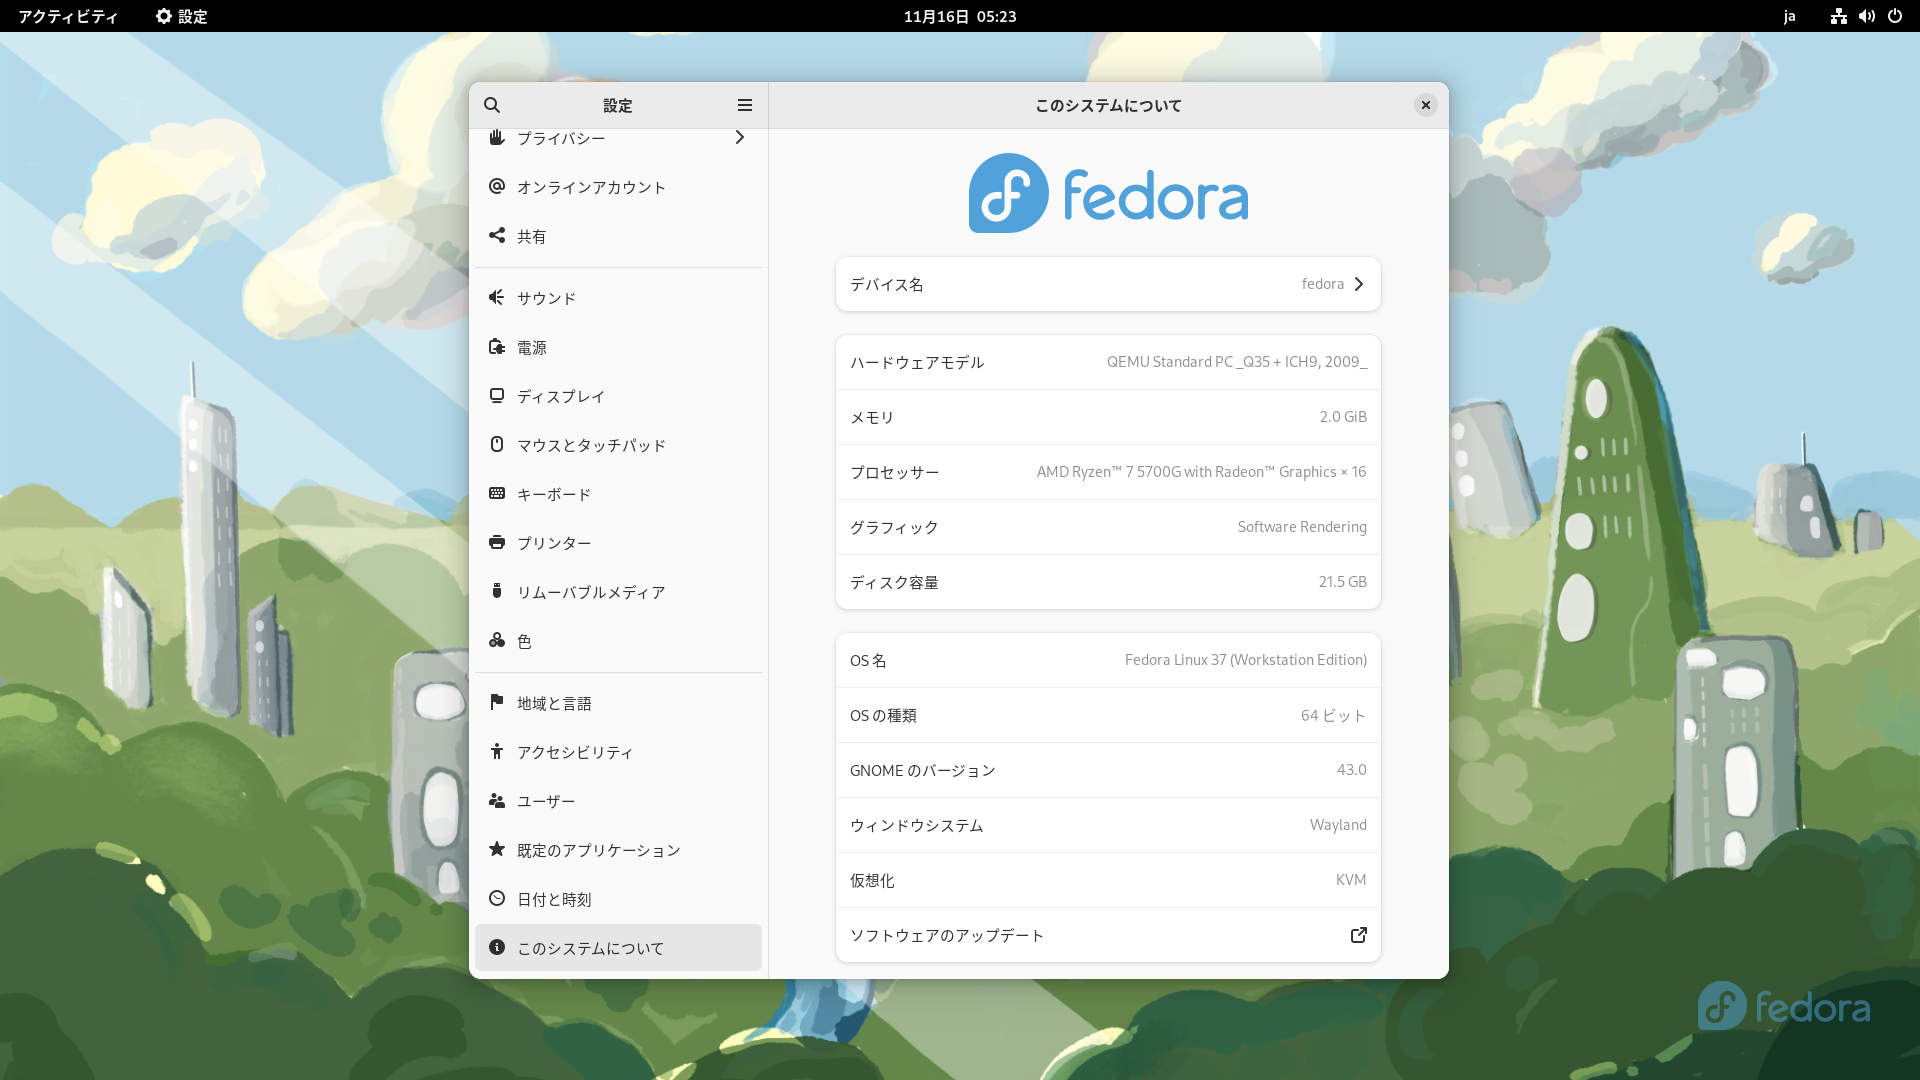 アクティビティ
設定
11月16日 05:23
ja
設定
このシステムについて
プライバシー
オンラインアカウント
共有
サウンド
電源
ディスプレイ
マウスとタッチパッド
キーボード
プリンター
リムーバブルメディア
色
地域と言語
アクセシビリティ
ユーザー
既定のアプリケーション
日付と時刻
このシステムについて
fedora
デバイス名 fedora
ハードウェアモデル QEMU Standard PC _Q35 + ICH9, 2009_
メモリ 2.0 GiB
プロセッサー AMD Ryzen™ 7 5700G with Radeon™ Graphics × 16
グラフィック Software Rendering
ディスク容量 21.5 GB
OS 名 Fedora Linux 37 (Workstation Edition)
OS の種類 64 ビット
GNOME のバージョン 43.0
ウィンドウシステム Wayland
仮想化 KVM
ソフトウェアのアップデート
fedora